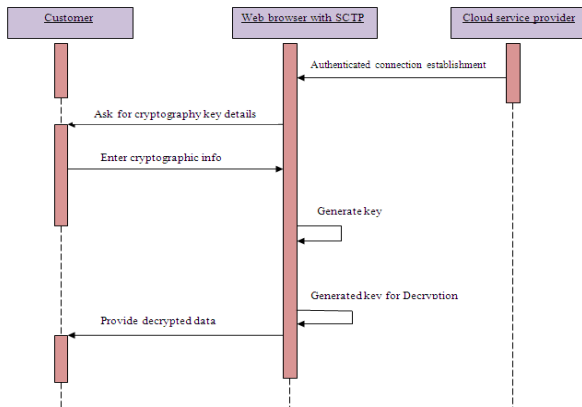 Customer
Web browser with SCTP
Cloud service provider
Authenticated connection establishment
Ask for cryptography key details
Enter cryptographic info
Generate key
Generated key for Decryption
Provide decrypted data